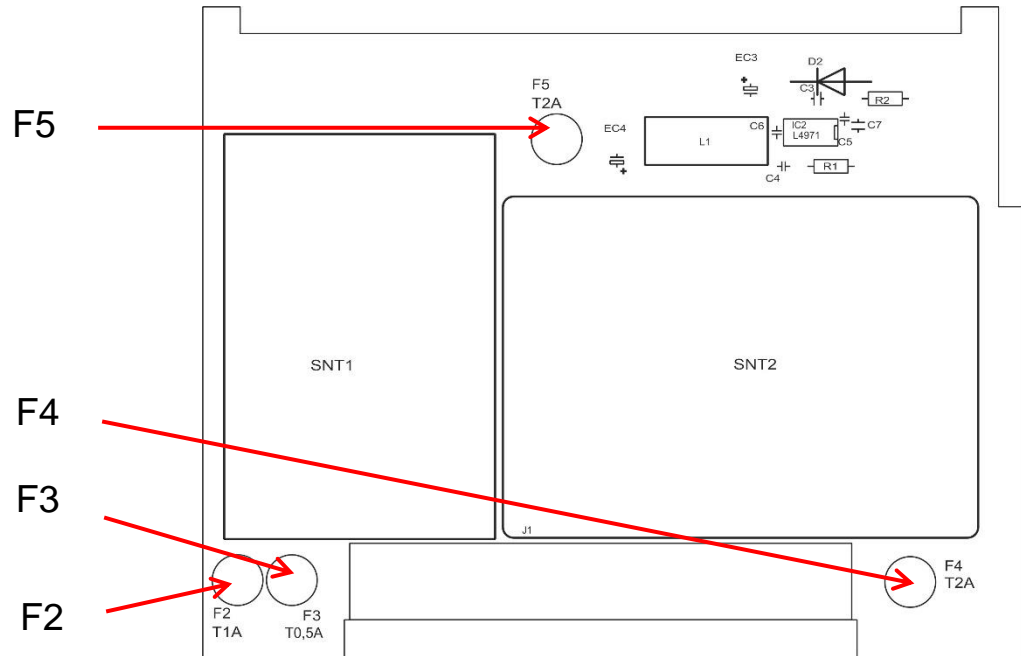 EC3
D2
F5
T2A
C3
R2
F5
EC4
L1
C6
IC2
L4971
C7
C5
C4
R1
SNT1
SNT2
F4
F3
J1
F4
T2A
F2
F2
T1A
F3
T0,5A